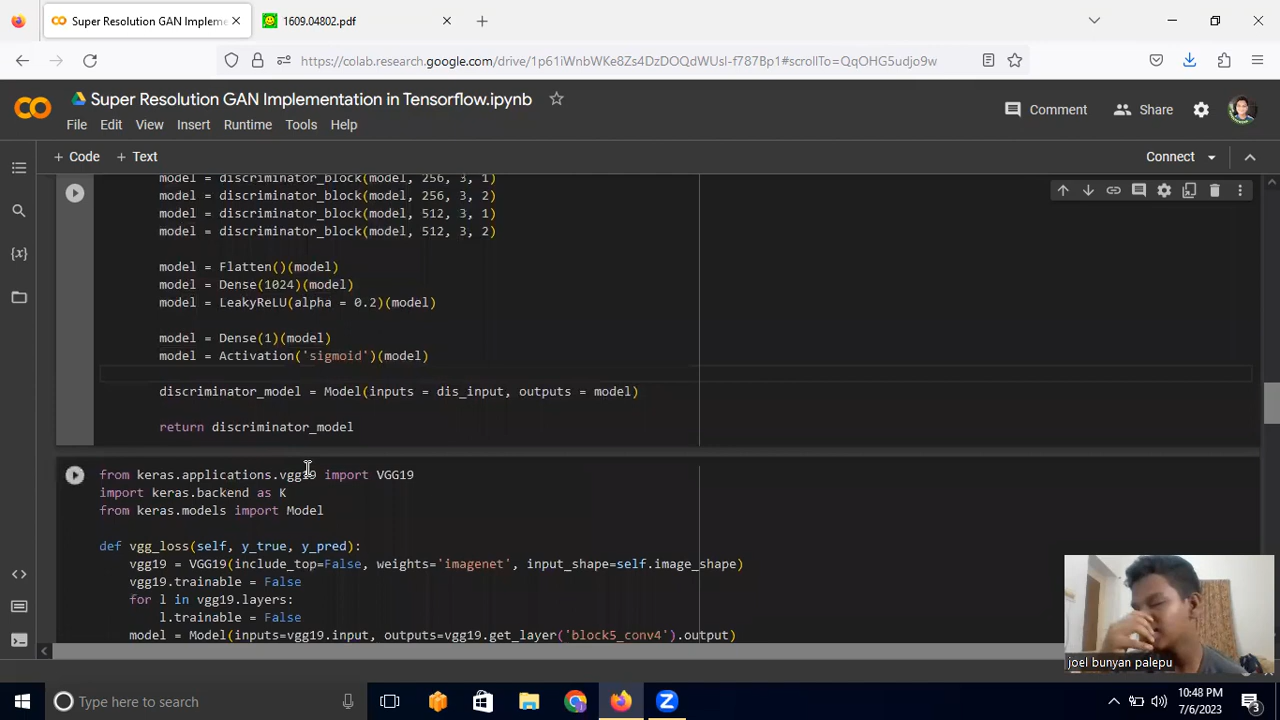 Super Resolution GAN Impleme
1609.04802.pdf
https://colab.research.google.com/drive/1p61iWnbWKe8Zs4DzDOQdWUsI-f787Bp1#scrollTo=QqOHG5udjo9w
Super Resolution GAN Implementation in Tensorflow.ipynb
Comment
Share
File Edit View Insert Runtime Tools Help
+ Code + Text
Connect
model = discriminator_block(model, 256, 3, 1)
model = discriminator_block(model, 256, 3, 2)
model = discriminator_block(model, 512, 3, 1)
model = discriminator_block(model, 512, 3, 2)
model = Flatten()(model)
model = Dense(1024)(model)
model = LeakyReLU(alpha = 0.2)(model)
model = Dense(1)(model)
model = Activation('sigmoid')(model)
discriminator_model = Model(inputs = dis_input, outputs = model)
return discriminator_model
from keras.applications.vgg19 import VGG19
import keras.backend as K
from keras.models import Model
def vgg_loss(self, y_true, y_pred):
vgg19 = VGG19(include_top=False, weights='imagenet', input_shape=self.image_shape)
vgg19.trainable = False
for l in vgg19.layers:
l.trainable = False
model = Model(inputs=vgg19.input, outputs=vgg19.get_layer('block5_conv4').output)
joel bunyan palepu
Type here to search
10:48 PM
7/6/2023
3